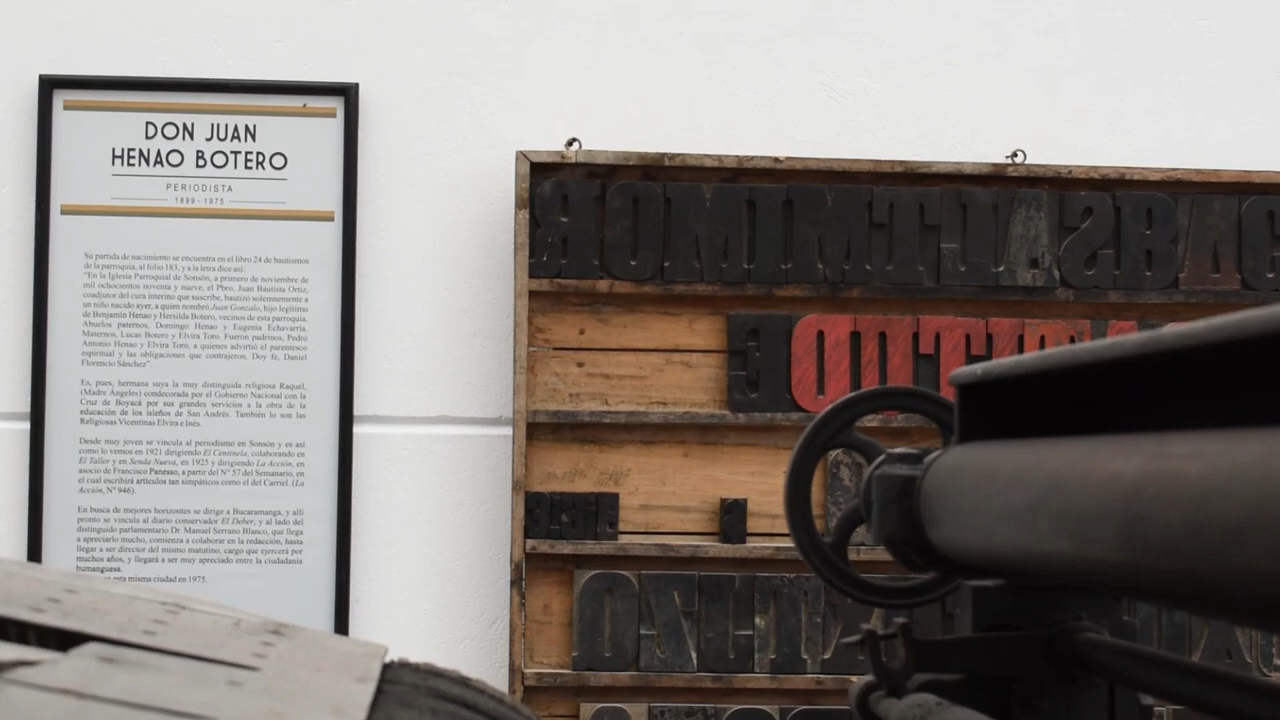 DON JUAN
HENAO BOTERO
PERIODISTA
1899 - 1975
Su partida de nacimiento se encuentra en el libro 24 de bautismos
de la parroquia, al folio 183, y a la letra dice así:
"En la Iglesia Parroquial de Sonsón, a primero de noviembre de
mil ochocientos noventa y nueve, el Pbro. Juan Bautista Ortiz,
coadjutor del cura interino que suscribe, bautizó solemnemente a
un niño nacido ayer, a quien nombró Juan Gonzalo, hijo legítimo
de Benjamín Henao y Hersilda Botero, vecinos de esta parroquia.
Abuelos paternos, Domingo Henao y Eugenia Echavarría.
Maternos, Lucas Botero y Elvira Toro. Fueron padrinos, Pedro
Antonio Henao y Elvira Toro, a quienes advirtió el parentesco
espiritual y las obligaciones que contrajeron. Doy fe, Daniel
Florencio Sánchez".
Es, pues, hermana suya la muy distinguida religiosa Raquel,
(Madre Ángeles) condecorada por el Gobierno Nacional con la
Cruz de Boyacá por sus grandes servicios a la obra de la
educación de los isleños de San Andrés. También lo son las
Religiosas Vicentinas Elvira e Inés.
Desde muy joven se vincula al periodismo en Sonsón y es así
como lo vemos en 1921 dirigiendo El Centinela, colaborando en
El Taller y en Senda Nueva, en 1925 y dirigiendo La Acción, en
asocio de Francisco Panesso, a partir del N° 57 del Semanario, en
el cual escribirá artículos tan simpáticos como el del Carriel. (La
Acción, N° 946).
En busca de mejores horizontes se dirige a Bucaramanga, y allí
pronto se vincula al diario conservador El Deber, y al lado del
distinguido parlamentario Dr. Manuel Serrano Blanco, que llega
a apreciarlo mucho, comienza a colaborar en la redacción, hasta
llegar a ser director del mismo matutino, cargo que ejercerá por
muchos años, y llegará a ser muy apreciado entre la ciudadanía
bumanguesa.
esta misma ciudad en 1975.